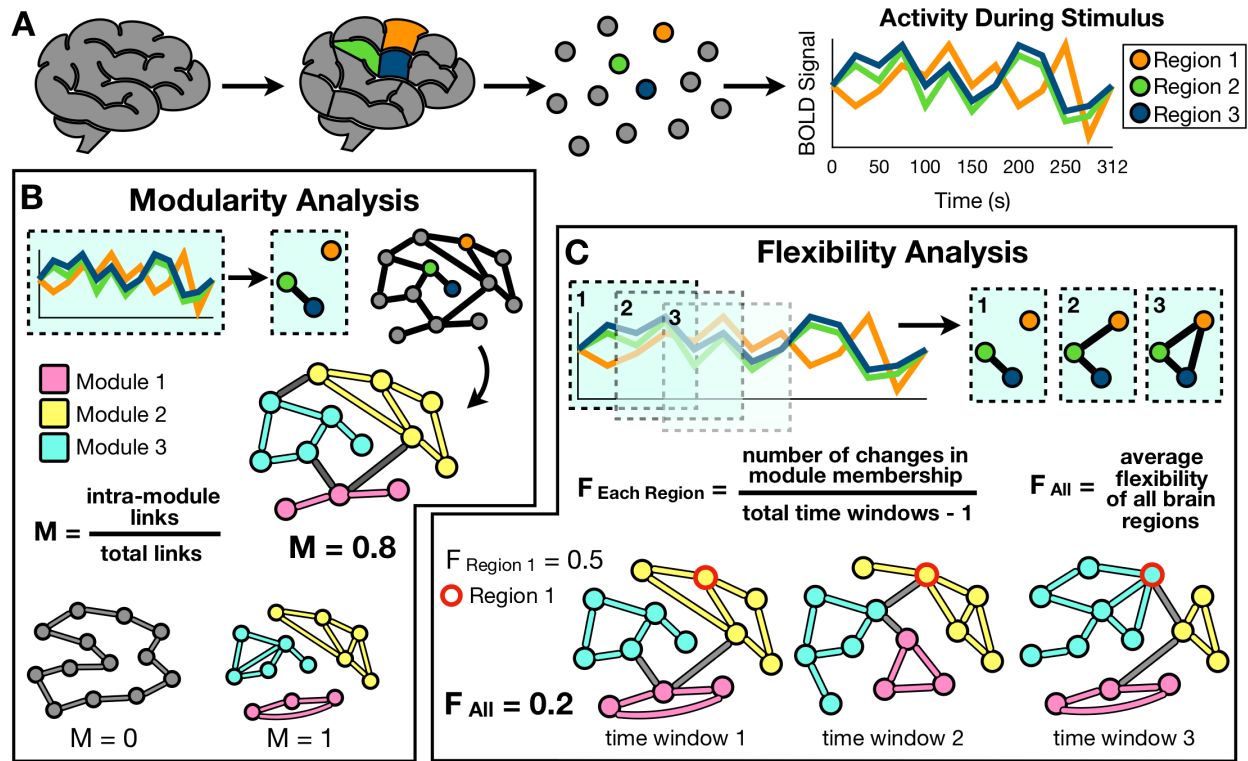 A
Activity During Stimulus
BOLD Signal
0 50 100 150 200 250 312
Time (s)
Region 1
Region 2
Region 3
B
Modularity Analysis
Module 1
Module 2
Module 3
M =
intra-module
links
total links
M = 0.8
M = 0
M = 1
C
Flexibility Analysis
1
2
3
1
2
3
F Each Region =
number of changes in
module membership
total time windows - 1
F All =
average
flexibility
of all brain
regions
F Region 1 = 0.5
Region 1
F All = 0.2
time window 1
time window 2
time window 3